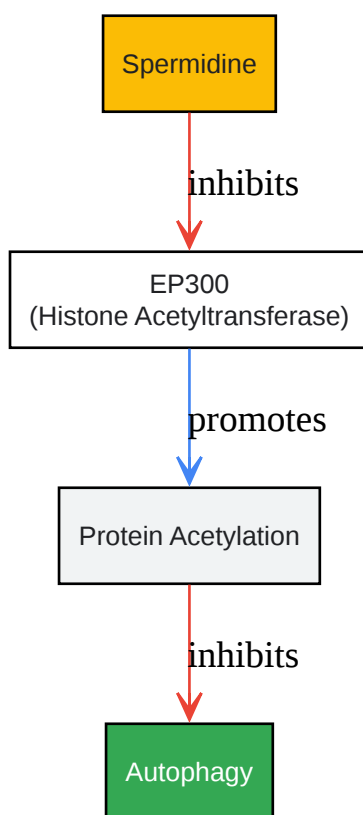 Spermidine
inhibits
EP300
(Histone Acetyltransferase)
promotes
Protein Acetylation
inhibits
Autophagy